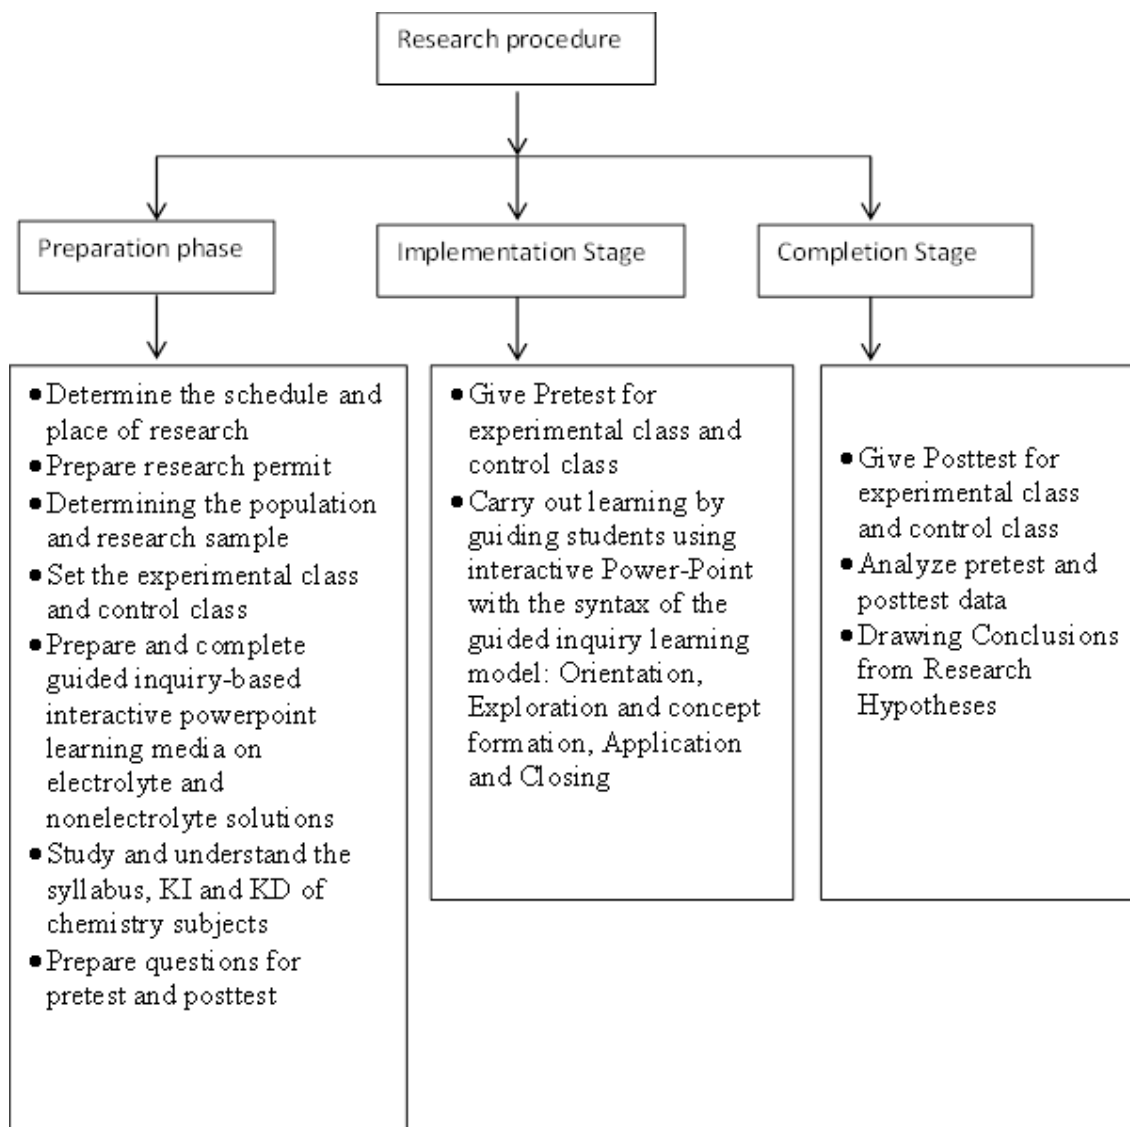 Research procedure
Preparation phase
Implementation Stage
Completion Stage
● Determine the schedule and
place of research
● Prepare research permit
● Determining the population
and research sample
● Set the experimental class
and control class
● Prepare and complete
guided inquiry-based
interactive powerpoint
learning media on
electrolyte and
nonelectrolyte solutions
● Study and understand the
syllabus, KI and KD of
chemistry subjects
● Prepare questions for
pretest and posttest
● Give Pretest for
experimental class and
control class
● Carry out learning by
guiding students using
interactive Power-Point
with the syntax of the
guided inquiry learning
model: Orientation,
Exploration and concept
formation, Application
and Closing
● Give Posttest for
experimental class
and control class
● Analyze pretest and
posttest data
● Drawing Conclusions
from Research
Hypotheses